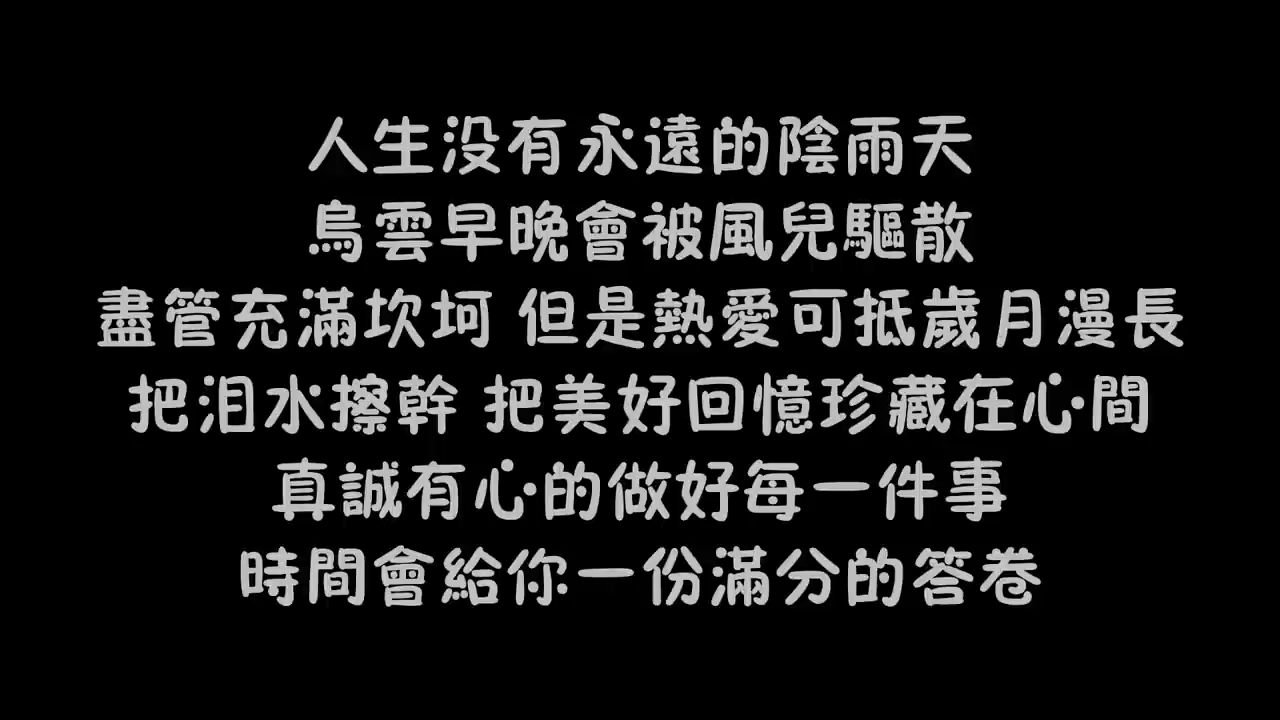 人生没有永遠的陰雨天
烏雲早晚會被風兒驅散
盡管充滿坎坷 但是熱愛可抵歲月漫長
把泪水擦幹 把美好回憶珍藏在心間
真誠有心的做好每一件事
時間會給你一份滿分的答卷